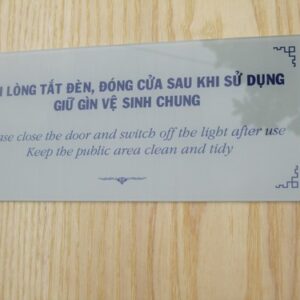 LÒNG TẮT ĐÈN, ĐÓNG CỬA SAU KHI SỬ DỤNG
GIỮ GÌN VỆ SINH CHUNG
close the door and switch off the light after use
Keep the public area clean and tidy